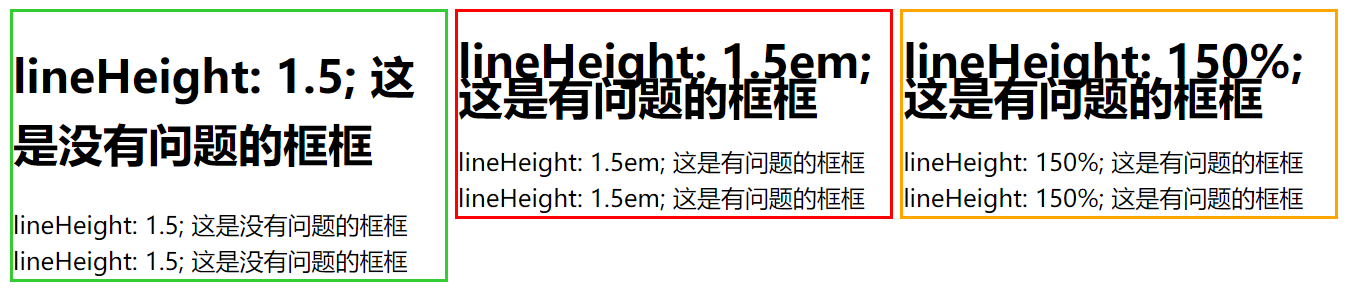 lineHeight: 1.5; 这
是没有问题的框框
lineHeight: 1.5; 这是没有问题的框框
lineHeight: 1.5; 这是没有问题的框框
lineHeight: 1.5em;
这是有问题的框框
lineHeight: 1.5em; 这是有问题的框框
lineHeight: 1.5em; 这是有问题的框框
lineHeight: 150%;
这是有问题的框框
lineHeight: 150%; 这是有问题的框框
lineHeight: 150%; 这是有问题的框框